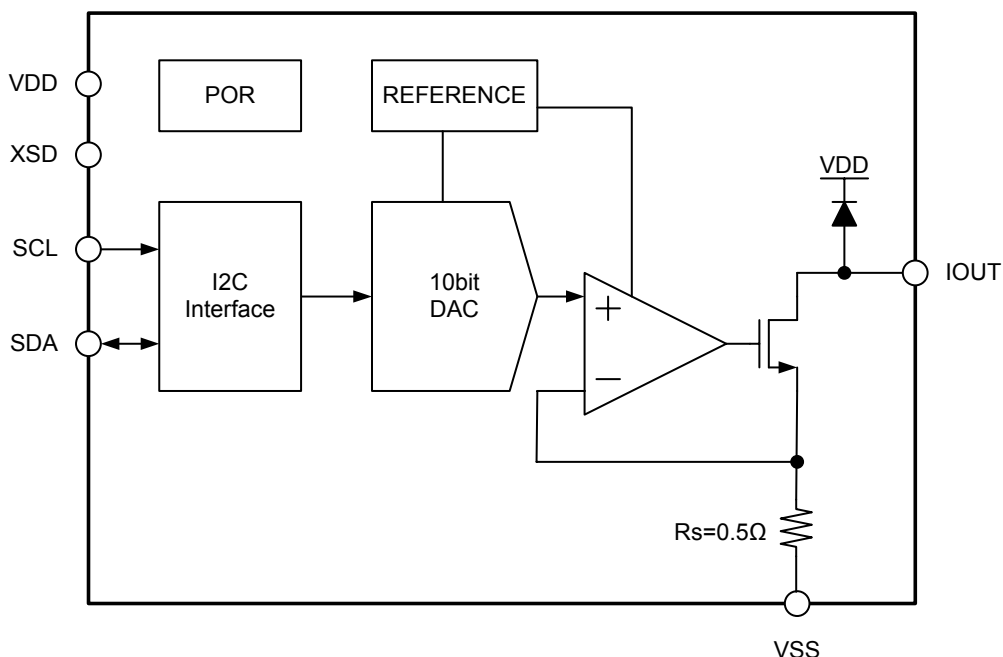 VDD
POR
REFERENCE
XSD
VDD
SCL
I2C
Interface
10bit
DAC
+
IOUT
SDA
−
Rs=0.5Ω
VSS